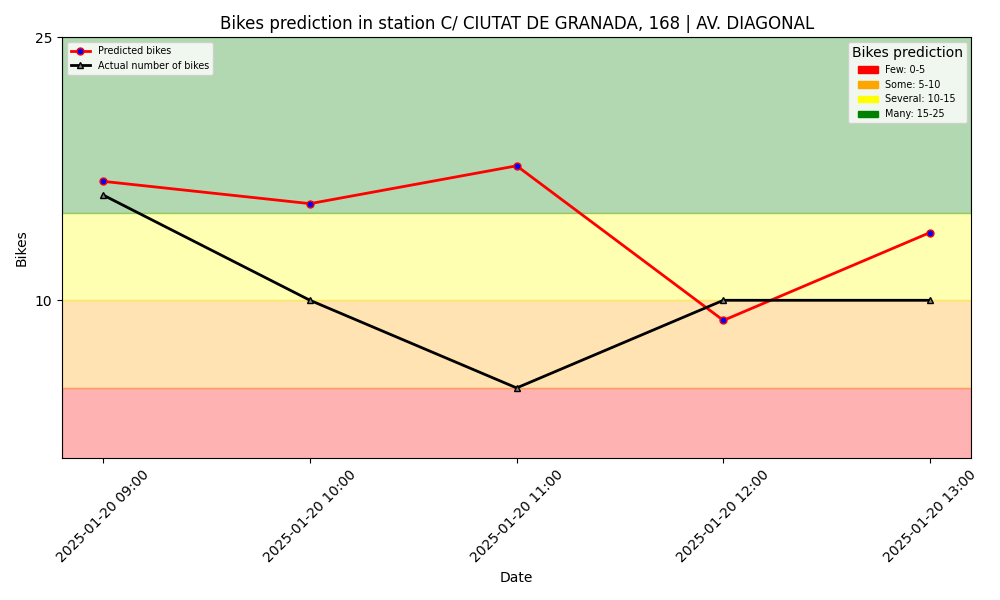 Bikes prediction in station C/ CIUTAT DE GRANADA, 168 | AV. DIAGONAL
25
Predicted bikes
Actual number of bikes
Bikes prediction
Few: 0-5
Some: 5-10
Several: 10-15
Many: 15-25
Bikes
10
2025-01-20 09:00
2025-01-20 10:00
2025-01-20 11:00
2025-01-20 12:00
2025-01-20 13:00
Date